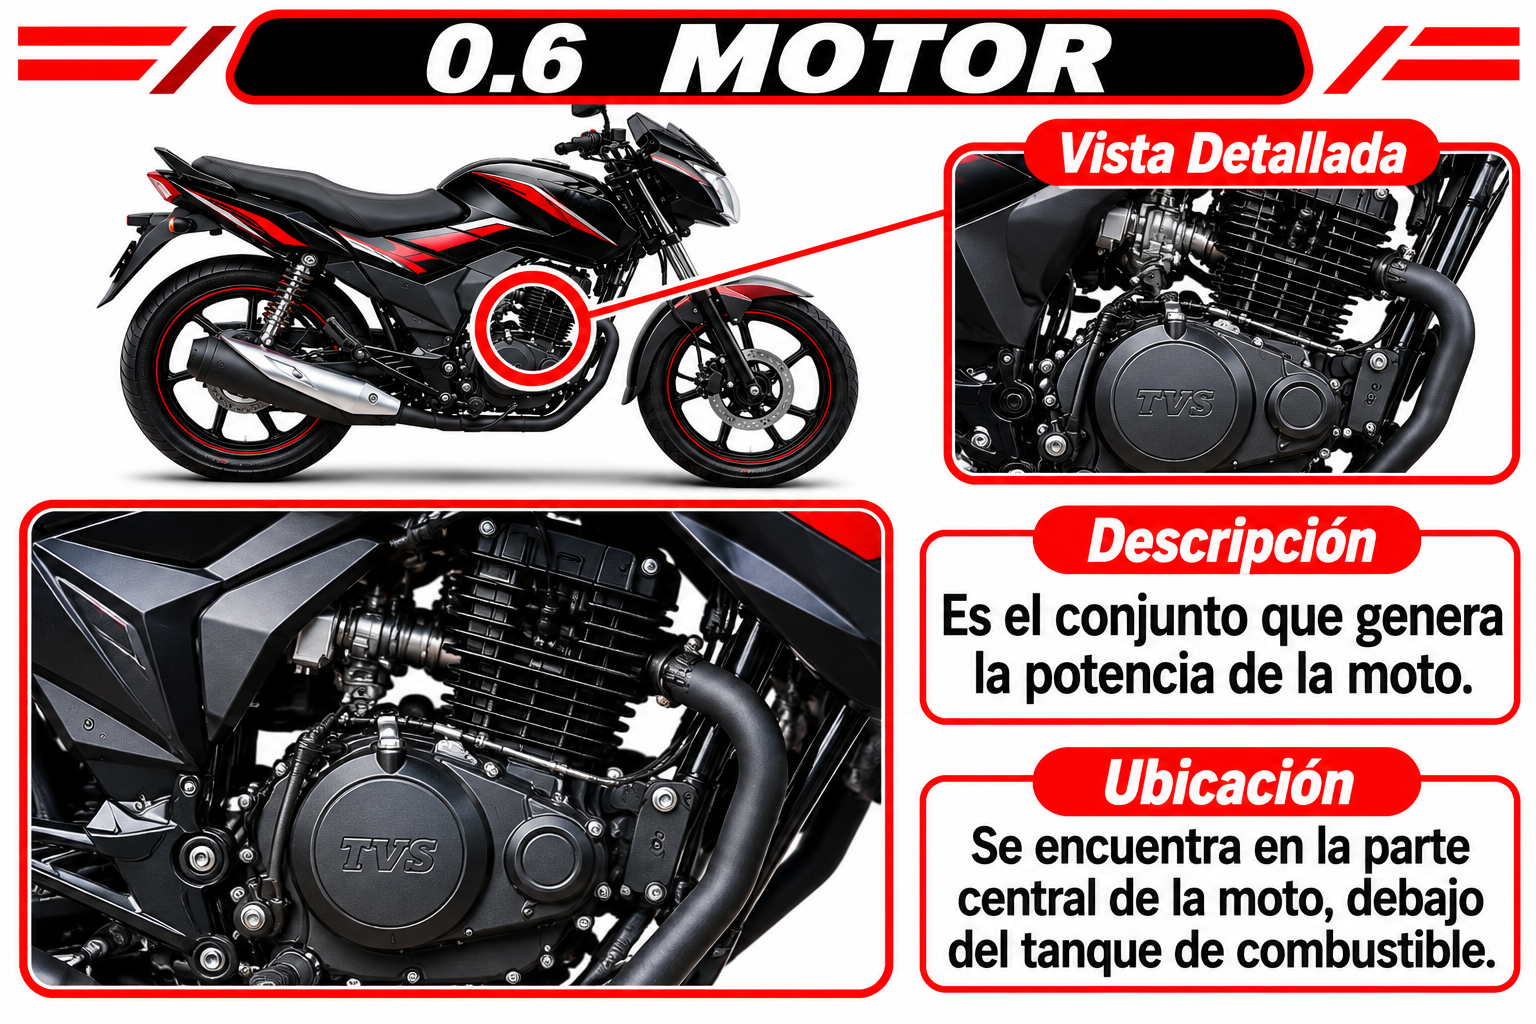 0.6 MOTOR
Vista Detallada
TVS
TVS
Descripción
Es el conjunto que genera
la potencia de la moto.
Ubicación
Se encuentra en la parte
central de la moto, debajo
del tanque de combustible.